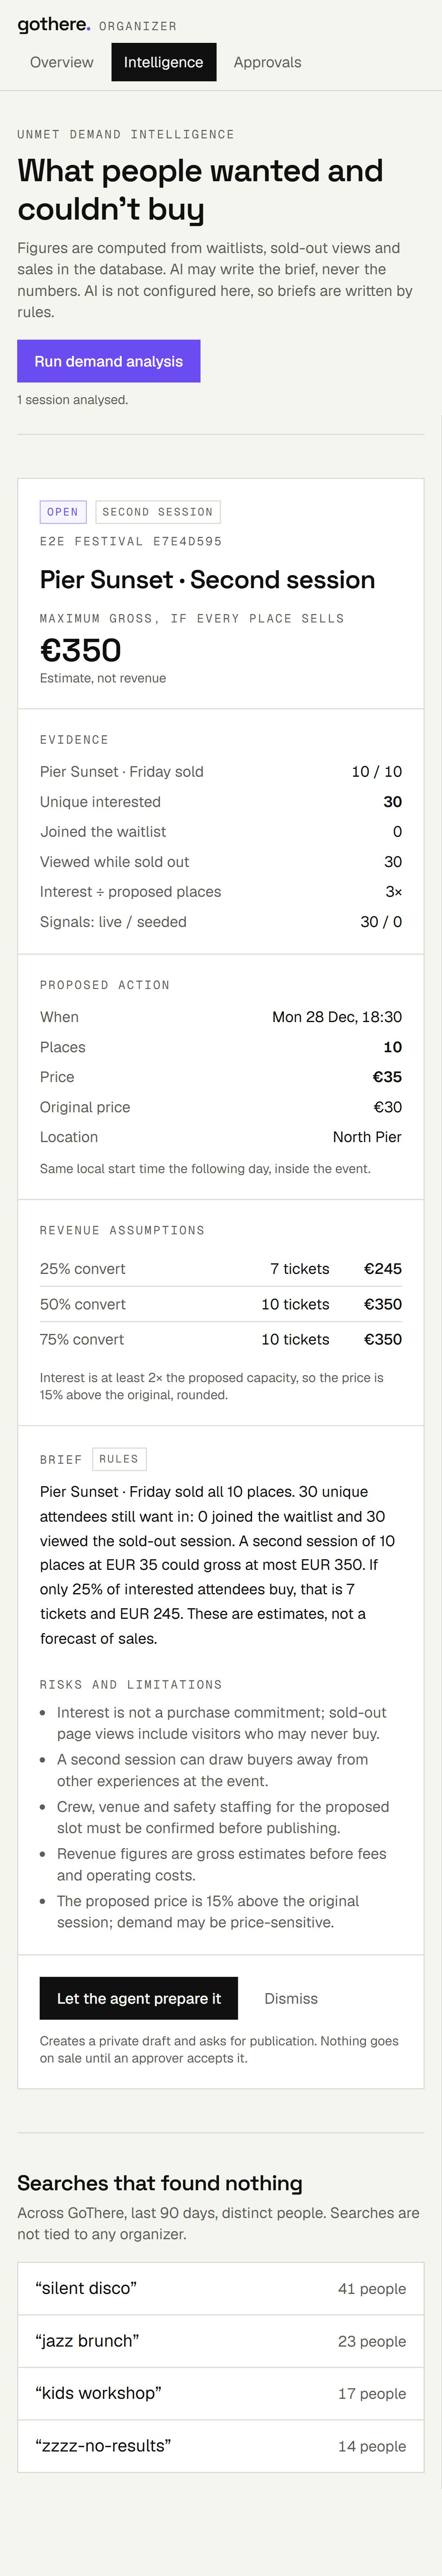 gothere. ORGANIZER
Overview Intelligence Approvals
UNMET DEMAND INTELLIGENCE
What people wanted and
couldn’t buy
Figures are computed from waitlists, sold-out views and
sales in the database. AI may write the brief, never the
numbers. AI is not configured here, so briefs are written by
rules.
Run demand analysis
1 session analysed.
OPEN SECOND SESSION
E2E FESTIVAL E7E4D595
Pier Sunset · Second session
MAXIMUM GROSS, IF EVERY PLACE SELLS
€350
Estimate, not revenue
EVIDENCE
Pier Sunset · Friday sold 10 / 10
Unique interested 30
Joined the waitlist 0
Viewed while sold out 30
Interest ÷ proposed places 3×
Signals: live / seeded 30 / 0
PROPOSED ACTION
When Mon 28 Dec, 18:30
Places 10
Price €35
Original price €30
Location North Pier
Same local start time the following day, inside the event.
REVENUE ASSUMPTIONS
25% convert 7 tickets €245
50% convert 10 tickets €350
75% convert 10 tickets €350
Interest is at least 2× the proposed capacity, so the price is
15% above the original, rounded.
BRIEF RULES
Pier Sunset · Friday sold all 10 places. 30 unique
attendees still want in: 0 joined the waitlist and 30
viewed the sold-out session. A second session of 10
places at EUR 35 could gross at most EUR 350. If
only 25% of interested attendees buy, that is 7
tickets and EUR 245. These are estimates, not a
forecast of sales.
RISKS AND LIMITATIONS
• Interest is not a purchase commitment; sold-out
page views include visitors who may never buy.
• A second session can draw buyers away from
other experiences at the event.
• Crew, venue and safety staffing for the proposed
slot must be confirmed before publishing.
• Revenue figures are gross estimates before fees
and operating costs.
• The proposed price is 15% above the original
session; demand may be price-sensitive.
Let the agent prepare it Dismiss
Creates a private draft and asks for publication. Nothing goes
on sale until an approver accepts it.
Searches that found nothing
Across GoThere, last 90 days, distinct people. Searches are
not tied to any organizer.
“silent disco” 41 people
“jazz brunch” 23 people
“kids workshop” 17 people
“zzzz-no-results” 14 people